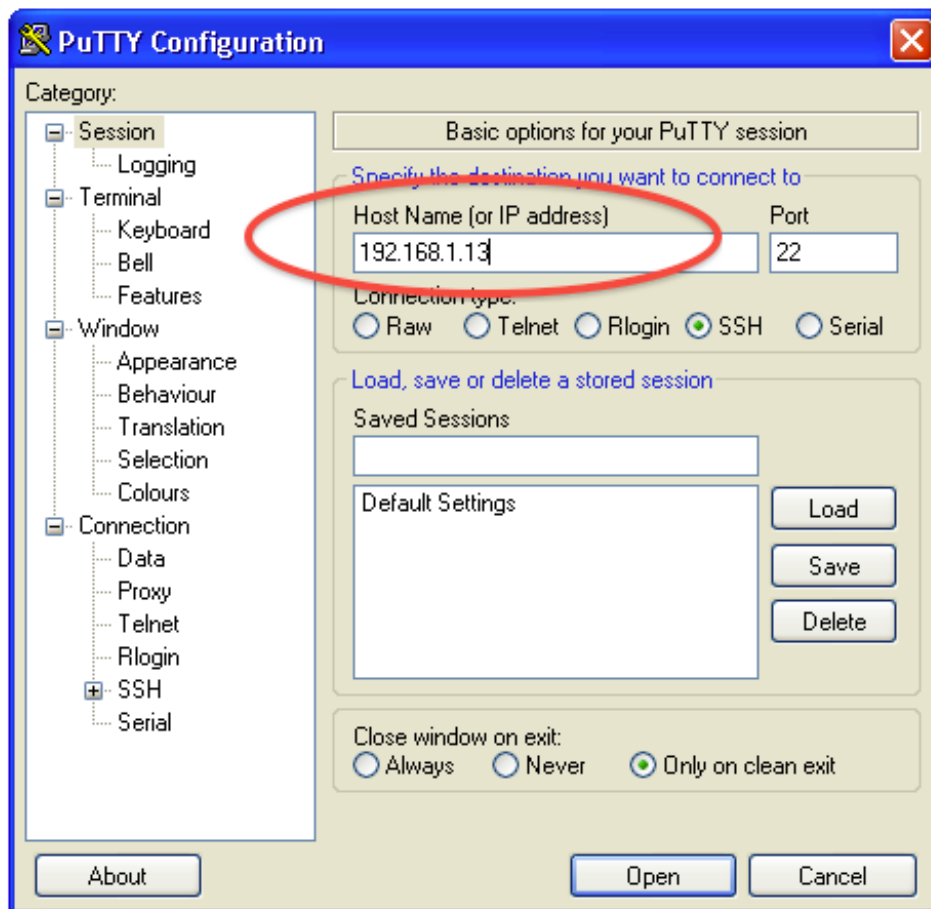 PuTTY Configuration
Category:
Session
Logging
Terminal
Keyboard
Bell
Features
Window
Appearance
Behaviour
Translation
Selection
Colours
Connection
Data
Proxy
Telnet
Rlogin
SSH
Serial
Basic options for your PuTTY session
Specify the destination you want to connect to
Host Name (or IP address) Port
192.168.1.13 22
Connection type:
Raw Telnet Rlogin SSH Serial
Load, save or delete a stored session
Saved Sessions
Default Settings
Load
Save
Delete
Close window on exit:
Always Never Only on clean exit
About Open Cancel